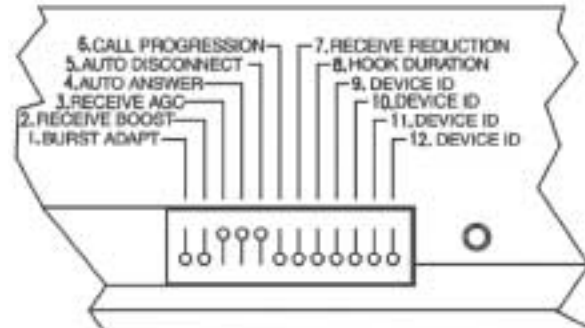 6.CALL PROGRESSION
5.AUTO DISCONNECT
4.AUTO ANSWER
3.RECEIVE AGC
2.RECEIVE BOOST
1.BURST ADAPT
7.RECEIVE REDUCTION
8.HOOK DURATION
9. DEVICE ID
10.DEVICE ID
11.DEVICE ID
12. DEVICE ID